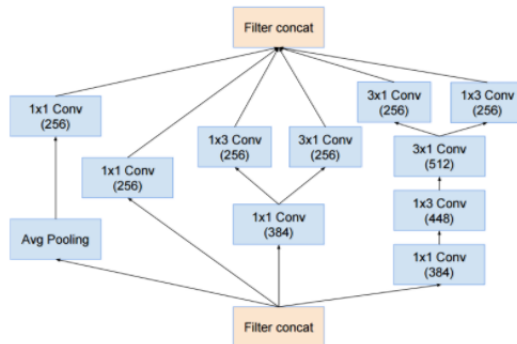 Filter concat
3x1 Conv
(256)
1x3 Conv
(256)
1x1 Conv
(256)
1x3 Conv
(256)
3x1 Conv
(256)
3x1 Conv
(512)
1x1 Conv
(256)
1x3 Conv
(448)
1x1 Conv
(384)
Avg Pooling
1x1 Conv
(384)
Filter concat